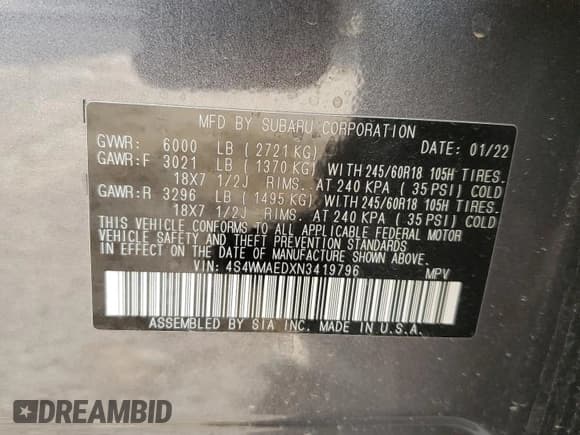 MFD BY SUBARU CORPORATION
GVWR: 6000 LB ( 2721 KG) DATE: 01/22
GAWR:F 3021 LB ( 1370 KG) WITH 245/60R18 105H TIRES.
18X7 1/2J RIMS. AT 240 KPA ( 35 PSI) COLD
GAWR:R 3296 LB ( 1495 KG) WITH 245/60R18 105H TIRES.
18X7 1/2J RIMS. AT 240 KPA ( 35 PSI) COLD
THIS VEHICLE CONFORMS TO ALL APPLICABLE FEDERAL MOTOR
VEHICLE SAFETY AND THEFT PREVENTION STANDARDS
IN EFFECT ON THE DATE OF MANUFACTURE SHOWN ABOVE.
VIN: 4S4WMAEDXN3419796 MPV
ASSEMBLED BY SIA INC. MADE IN U.S.A.
DREAMBID